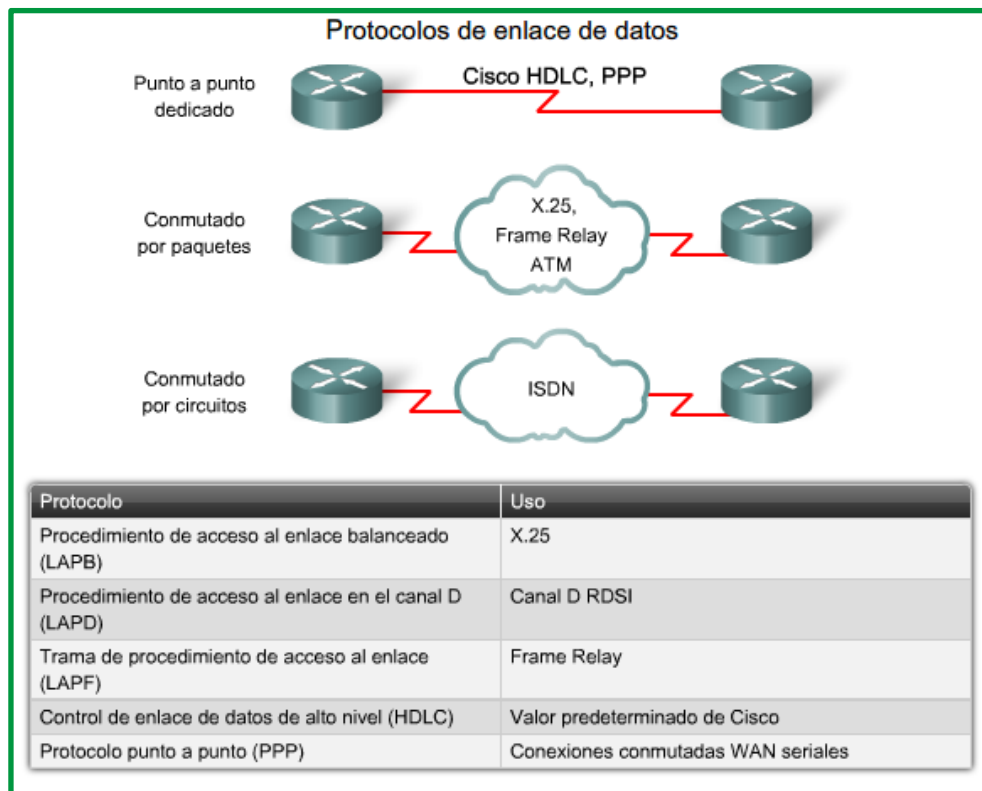 Protocolos de enlace de datos
Punto a punto
dedicado
Cisco HDLC, PPP
Conmutado
por paquetes
X.25,
Frame Relay
ATM
Conmutado
por circuitos
ISDN
Protocolo
Uso
Procedimiento de acceso al enlace balanceado
(LAPB)
X.25
Procedimiento de acceso al enlace en el canal D
(LAPD)
Canal D RDSI
Trama de procedimiento de acceso al enlace
(LAPF)
Frame Relay
Control de enlace de datos de alto nivel (HDLC)
Valor predeterminado de Cisco
Protocolo punto a punto (PPP)
Conexiones conmutadas WAN seriales